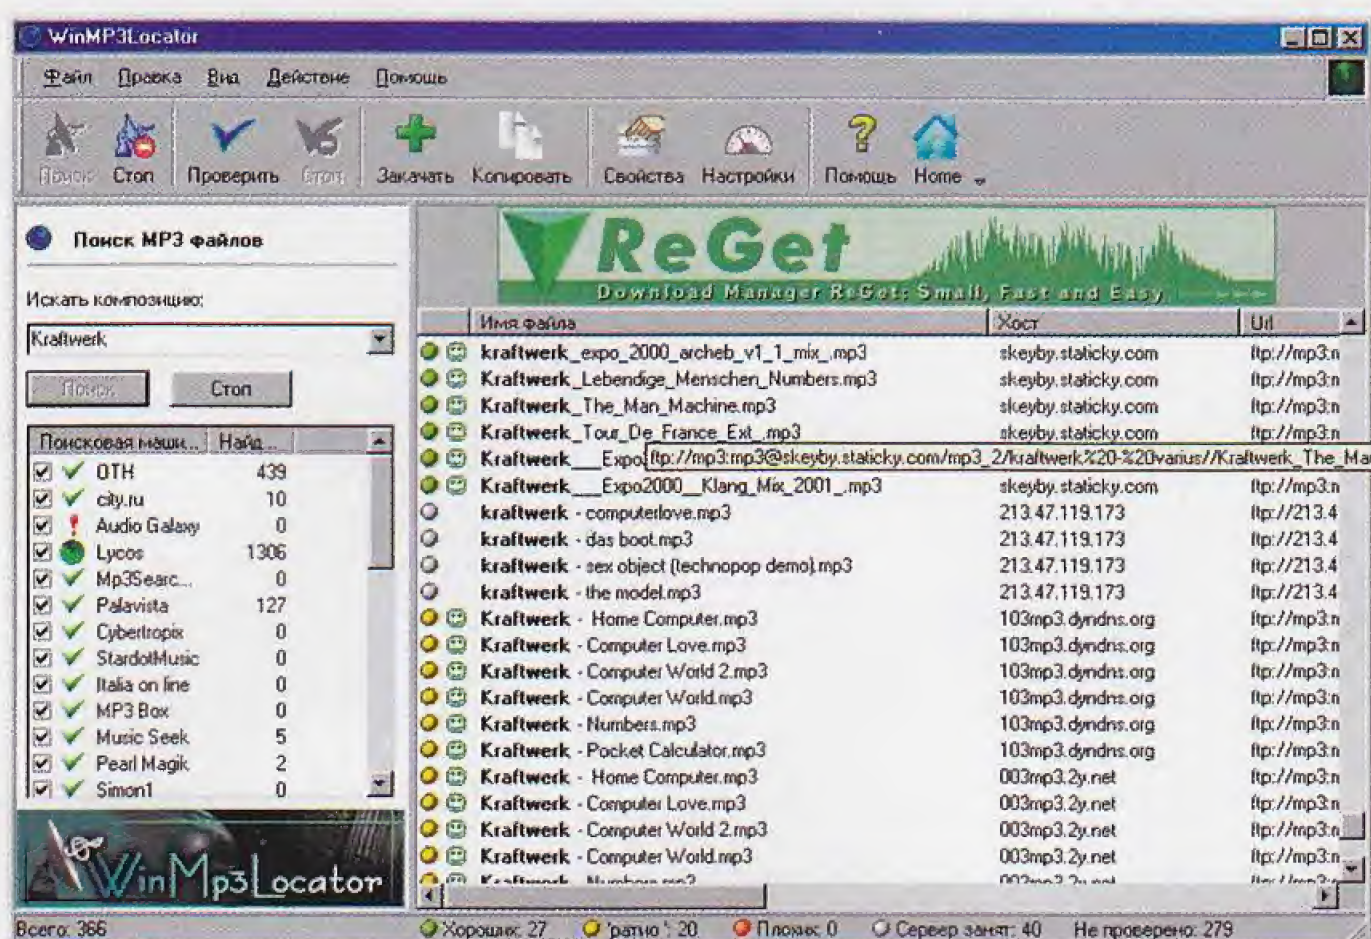 WinMP3Locator
Файл Правка Вид Действие Помощь
Поиск Стоп Проверить Стоп Закачать Копировать Свойства Настройки Помощь Home
Поиск MP3 файлов
Искать композицию:
Kraftwerk
Поиск Стоп
Поисковая маши... Найд...
OTH 439
city.ru 10
Audio Galaxy 0
Lycos 1306
Mp3Searc... 0
Palavista 127
Cybertropix 0
StardotMusic 0
Italia on line 0
MP3 Box 0
Music Seek 5
Pearl Magik 2
Simon1 0
WinMp3Locator
ReGet
Download Manager ReGet: Small, Fast and Easy
Имя файла Хост Url
kraftwerk_expo_2000_archeb_v1_1_mix_.mp3 skeyby.staticky.com ftp://mp3:n
Kraftwerk_Lebendige_Menschen_Numbers.mp3 skeyby.staticky.com ftp://mp3:n
Kraftwerk_The_Man_Machine.mp3 skeyby.staticky.com ftp://mp3:n
Kraftwerk_Tour_De_France_Ext_.mp3 skeyby.staticky.com ftp://mp3:n
Kraftwerk___Expo ftp://mp3:mp3@skeyby.staticky.com/mp3_2/kraftwerk%20-%20varius//Kraftwerk_The_Ma
Kraftwerk___Expo2000__Klang_Mix_2001_.mp3 skeyby.staticky.com ftp://mp3:n
kraftwerk - computerlove.mp3 213.47.119.173 ftp://213.4
kraftwerk - das boot.mp3 213.47.119.173 ftp://213.4
kraftwerk - sex object (technopop demo).mp3 213.47.119.173 ftp://213.4
kraftwerk - the model.mp3 213.47.119.173 ftp://213.4
Kraftwerk - Home Computer.mp3 103mp3.dyndns.org ftp://mp3:n
Kraftwerk - Computer Love.mp3 103mp3.dyndns.org ftp://mp3:n
Kraftwerk - Computer World 2.mp3 103mp3.dyndns.org ftp://mp3:n
Kraftwerk - Computer World.mp3 103mp3.dyndns.org ftp://mp3:n
Kraftwerk - Numbers.mp3 103mp3.dyndns.org ftp://mp3:n
Kraftwerk - Pocket Calculator.mp3 103mp3.dyndns.org ftp://mp3:n
Kraftwerk - Home Computer.mp3 003mp3.2y.net ftp://mp3:n
Kraftwerk - Computer Love.mp3 003mp3.2y.net ftp://mp3:n
Kraftwerk - Computer World 2.mp3 003mp3.2y.net ftp://mp3:n
Kraftwerk - Computer World.mp3 003mp3.2y.net ftp://mp3:n
Kraftwerk - Numbers.mp3 003mp3.2y.net ftp://mp3:n
Всего: 366 Хороших: 27 'ратио': 20 Плохих: 0 Сервер занят: 40 Не проверено: 279